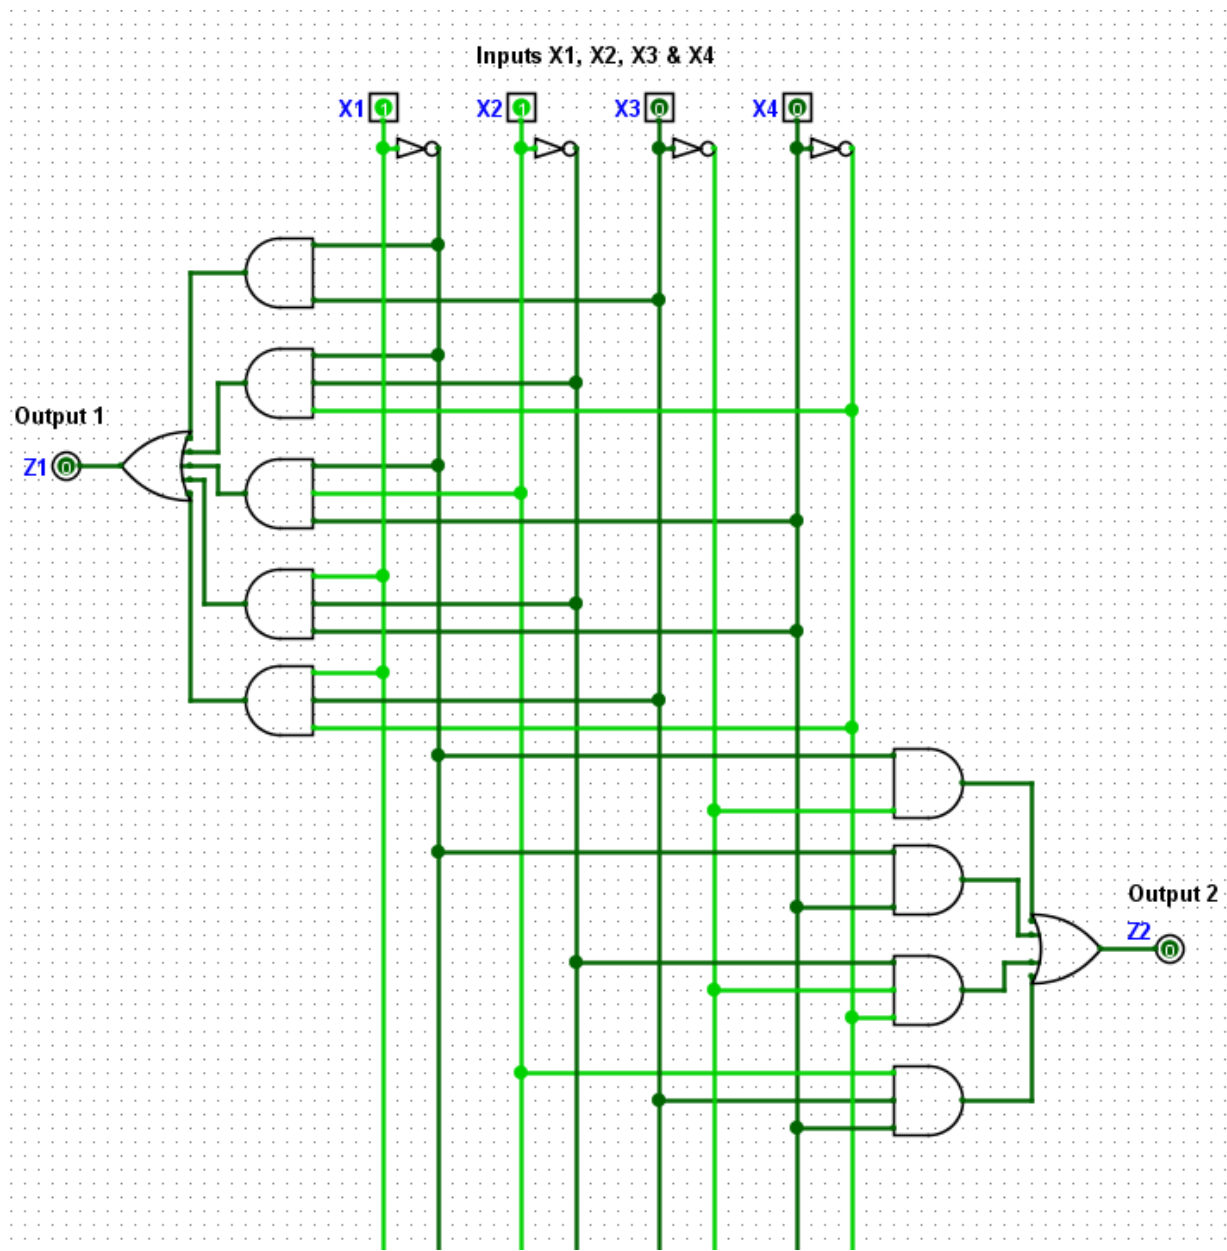 Inputs X1, X2, X3 & X4
X1 1 X2 1 X3 0 X4 0
Output 1
Z1 0
Output 2
Z2 0